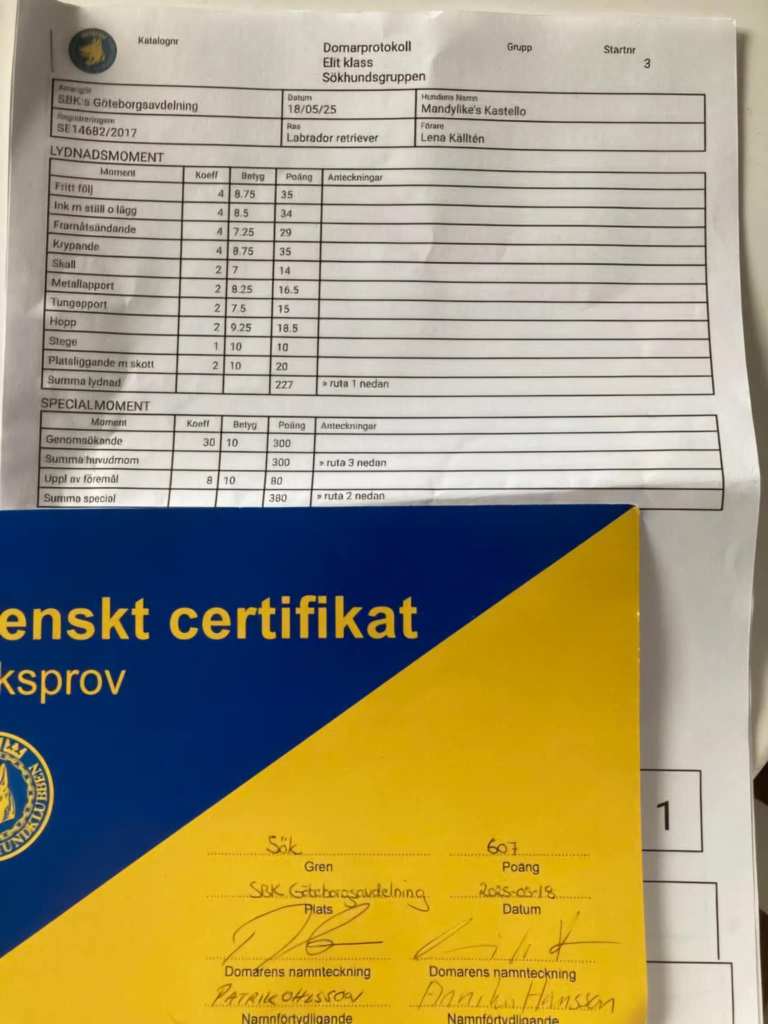 Katalognr Domarprotokoll Grupp Startnr
Elit klass 3
Sökhundsgruppen
Arrangör Datum Hundens Namn
SBK:s Göteborgsavdelning 18/05/25 Mandylike's Kastello
Registreringsnr Ras Förare
SE14682/2017 Labrador retriever Lena Källtén
LYDNADSMOMENT
Moment Koeff Betyg Poäng Anteckningar
Fritt följ 4 8.75 35
Ink m ställ o lägg 4 8.5 34
Framåtsändande 4 7.25 29
Krypande 4 8.75 35
Skall 2 7 14
Metallapport 2 8.25 16.5
Tungapport 2 7.5 15
Hopp 2 9.25 18.5
Stege 1 10 10
Platsliggande m skott 2 10 20
Summa lydnad 227 » ruta 1 nedan
SPECIALMOMENT
Moment Koeff Betyg Poäng Anteckningar
Genomsökande 30 10 300
Summa huvudmom 300 » ruta 3 nedan
Uppl av föremål 8 10 80
Summa special 380 » ruta 2 nedan
enskt certifikat
ksprov
UNDKLUBBEN
1
Sök 607
Gren Poäng
SBK Göteborgsavdelning 2025-05-18
Plats Datum
Domarens namnteckning Domarens namnteckning
PATRIK OHLSSON Annika Hanssen
Namnförtydligande Namnförtydligande